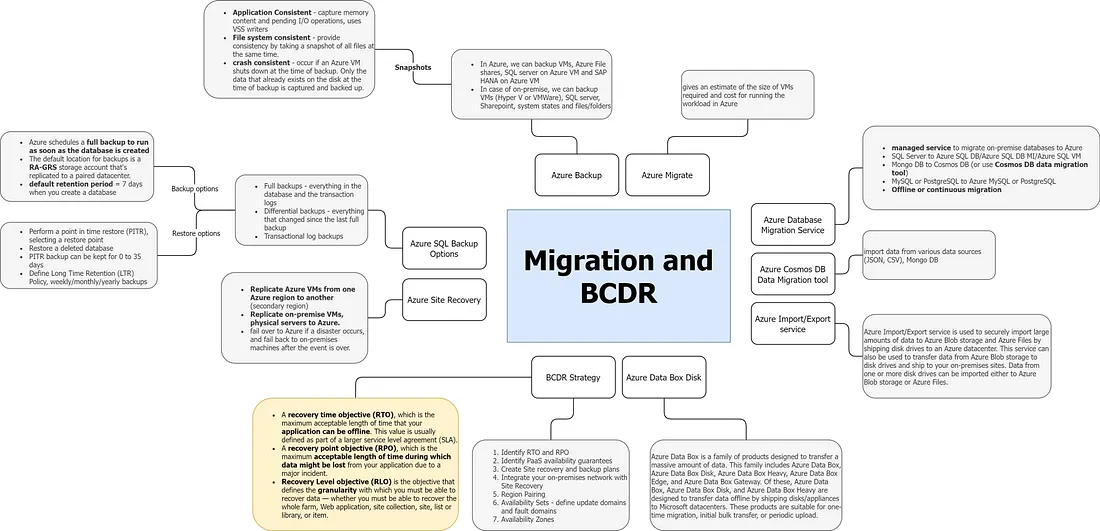 Application Consistent - capture memory
content and pending I/O operations, uses
VSS writers
File system consistent - provide
consistency by taking a snapshot of all files at
the same time.
crash consistent - occur if an Azure VM
shuts down at the time of backup. Only the
data that already exists on the disk at the
time of backup is captured and backed up.
Snapshots
In Azure, we can backup VMs, Azure File
shares, SQL server on Azure VM and SAP
HANA on Azure VM
In case of on-premise, we can backup
VMs (Hyper V or VMWare), SQL server,
Sharepoint, system states and files/folders
gives an estimate of the size of VMs
required and cost for running the
workload in Azure
Azure Backup
Azure Migrate
Azure schedules a full backup to run
as soon as the database is created
The default location for backups is a
RA-GRS storage account that's
replicated to a paired datacenter.
default retention period = 7 days
when you create a database
Backup options
Restore options
Perform a point in time restore (PITR),
selecting a restore point
Restore a deleted database
PITR backup can be kept for 0 to 35
days
Define Long Time Retention (LTR)
Policy, weekly/monthly/yearly backups
Full backups - everything in the
database and the transaction
logs
Differential backups - everything
that changed since the last full
backup
Transactional log backups
Azure SQL Backup
Options
Replicate Azure VMs from one
Azure region to another
(secondary region)
Replicate on-premise VMs,
physical servers to Azure.
fail over to Azure if a disaster occurs,
and fail back to on-premises
machines after the event is over.
Azure Site Recovery
Migration and
BCDR
managed service to migrate on-premise databases to Azure
SQL Server to Azure SQL DB/Azure SQL DB MI/Azure SQL VM
Mongo DB to Cosmos DB (or use Cosmos DB data migration
tool)
MySQL or PostgreSQL to Azure MySQL or PostgreSQL
Offline or continuous migration
Azure Database
Migration Service
import data from various data sources
(JSON, CSV), Mongo DB
Azure Cosmos DB
Data Migration tool
Azure Import/Export
service
Azure Import/Export service is used to securely import large
amounts of data to Azure Blob storage and Azure Files by
shipping disk drives to an Azure datacenter. This service can
also be used to transfer data from Azure Blob storage to
disk drives and ship to your on-premises sites. Data from
one or more disk drives can be imported either to Azure
Blob storage or Azure Files.
BCDR Strategy
Azure Data Box Disk
A recovery time objective (RTO), which is the
maximum acceptable length of time that your
application can be offline. This value is usually
defined as part of a larger service level agreement (SLA).
A recovery point objective (RPO), which is the
maximum acceptable length of time during which
data might be lost from your application due to a
major incident.
Recovery Level objective (RLO) is the objective that
defines the granularity with which you must be able to
recover data — whether you must be able to recover the
whole farm, Web application, site collection, site, list or
library, or item.
1. Identify RTO and RPO
2. Identify PaaS availability guarantees
3. Create Site recovery and backup plans
4. Integrate your on-premises network with
Site Recovery
5. Region Pairing
6. Availability Sets - define update domains
and fault domains
7. Availability Zones
Azure Data Box is a family of products designed to transfer a
massive amount of data. This family includes Azure Data Box,
Azure Data Box Disk, Azure Data Box Heavy, Azure Data Box
Edge, and Azure Data Box Gateway. Of these, Azure Data
Box, Azure Data Box Disk, and Azure Data Box Heavy are
designed to transfer data offline by shipping disks/appliances
to Microsoft datacenters. These products are suitable for one-
time migration, initial bulk transfer, or periodic upload.